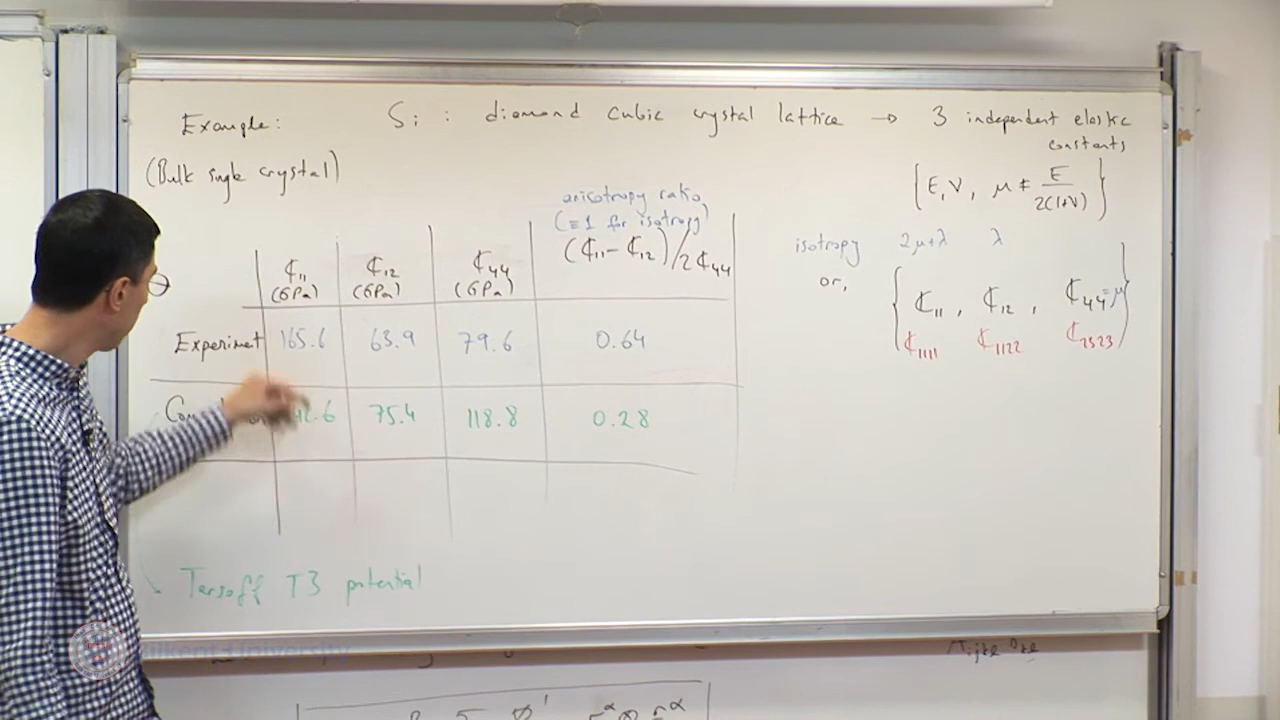 Example: Si : diamond cubic crystal lattice → 3 independent elastic constants
(Bulk single crystal)
{E, ν, μ ≠ E / 2(1+ν)}
anisotropy ratio
(=1 for isotropy)
ℂ11 (GPa) ℂ12 (GPa) ℂ44 (GPa) (ℂ11 - ℂ12)/2ℂ44
Experimet 165.6 63.9 79.6 0.64
75.4 118.8 0.28
isotropy 2μ+λ λ
or, {ℂ11, ℂ12, ℂ44=μ}
ℂ1111 ℂ1122 ℂ2323
Tersoff T3 potential
University